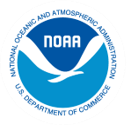 NATIONAL OCEANIC AND ATMOSPHERIC ADMINISTRATION
NOAA
U.S. DEPARTMENT OF COMMERCE